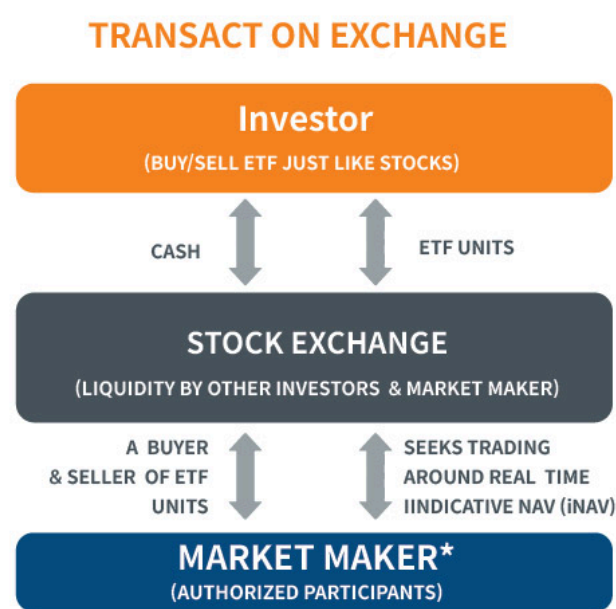 TRANSACT ON EXCHANGE
Investor
(BUY/SELL ETF JUST LIKE STOCKS)
CASH
ETF UNITS
STOCK EXCHANGE
(LIQUIDITY BY OTHER INVESTORS & MARKET MAKER)
A BUYER
& SELLER OF ETF
UNITS
SEEKS TRADING
AROUND REAL TIME
IINDICATIVE NAV (iNAV)
MARKET MAKER*
(AUTHORIZED PARTICIPANTS)